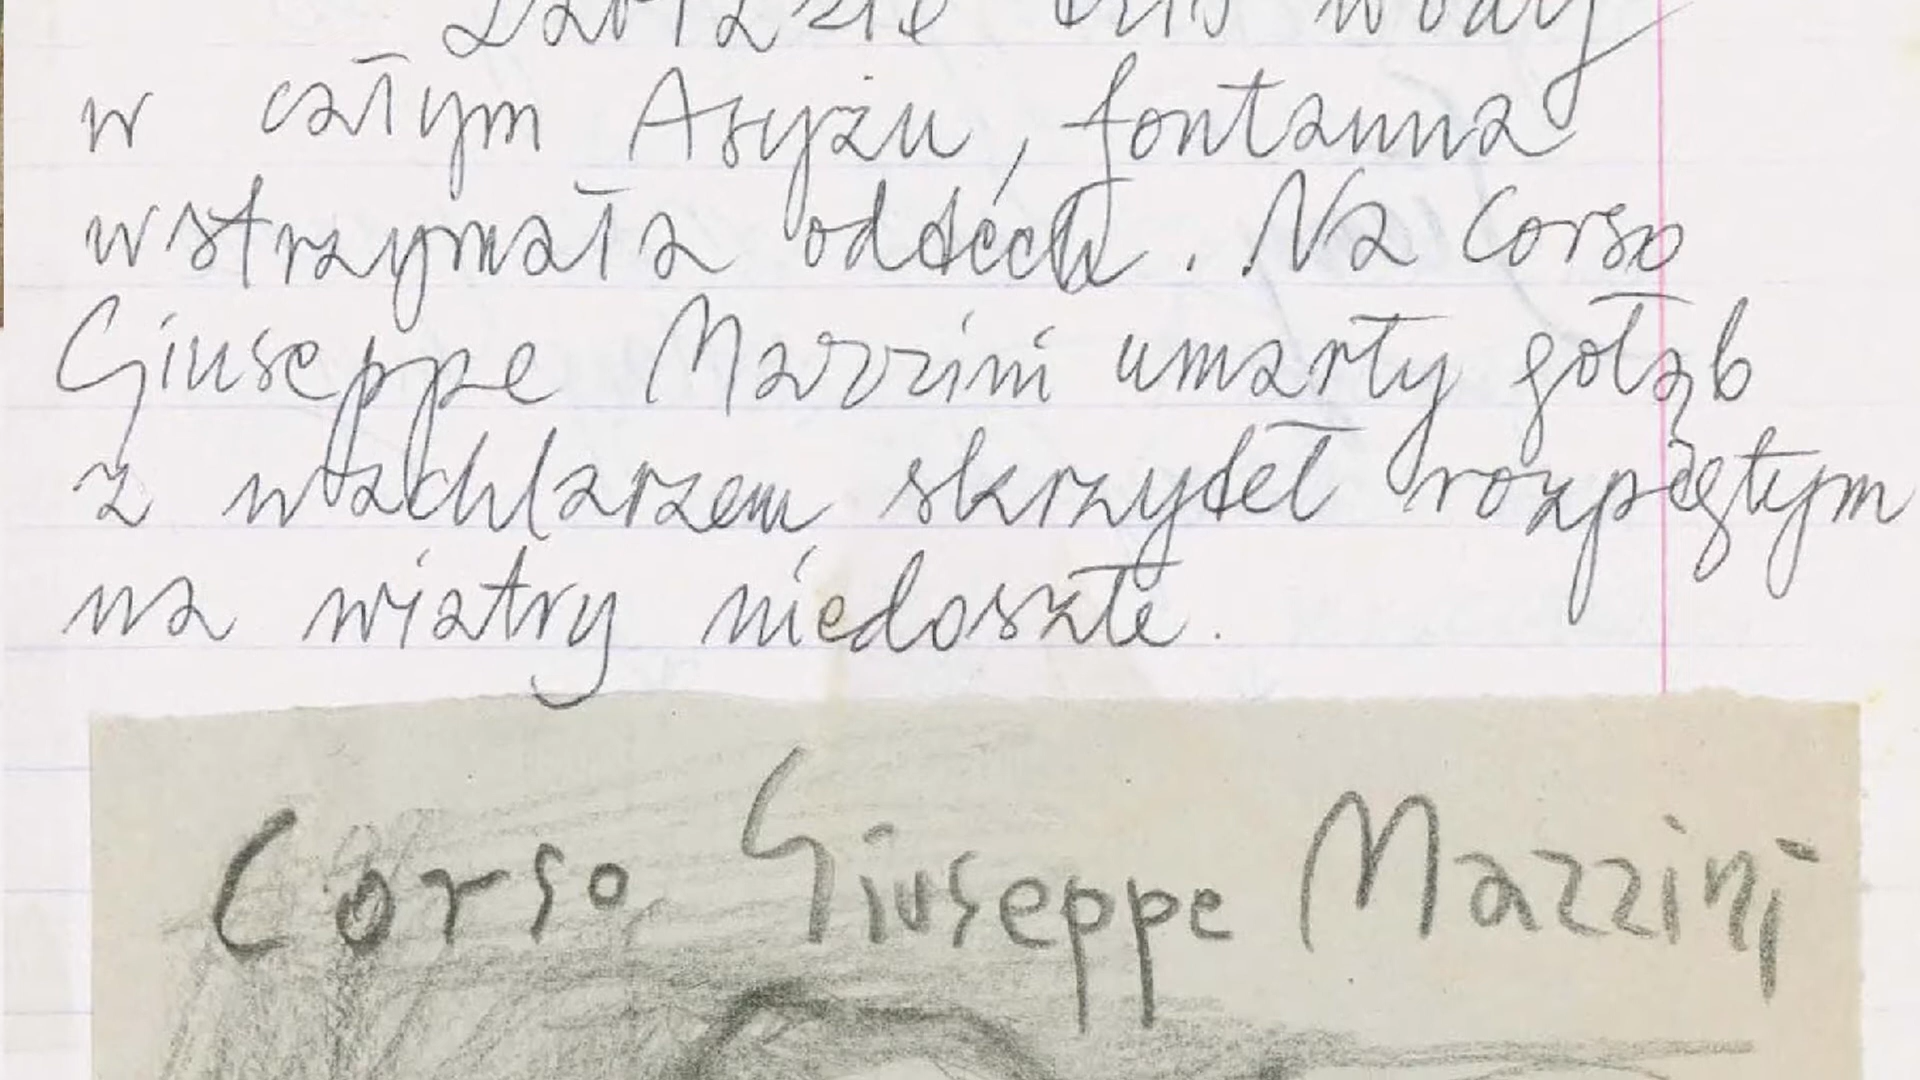 wody
w całym Asyżu, fontanna
wstrzymała oddech. Na Corso
Giuseppe Mazzini umarły gołąb
z wachlarzem skrzydeł rozpiętym
na wiatry niedoszłe.
Corso Giuseppe Mazzini